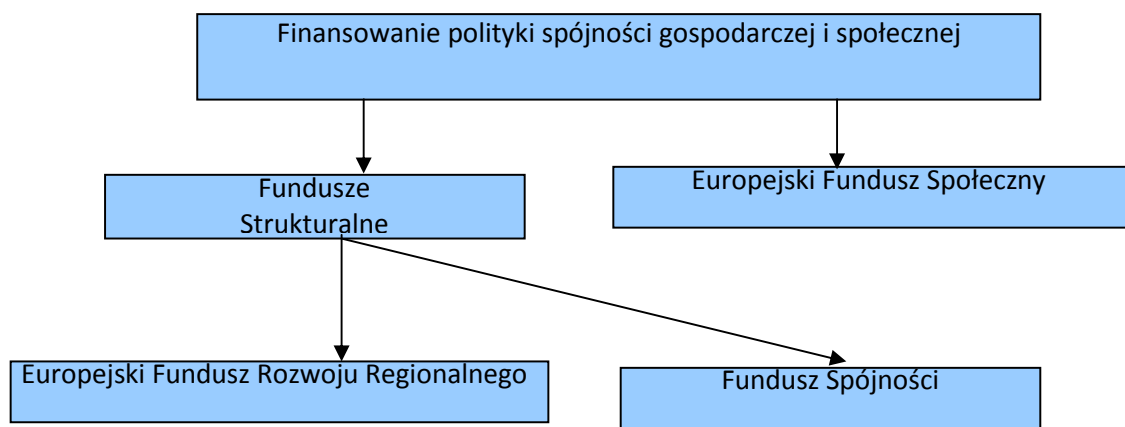 Finansowanie polityki spójności gospodarczej i społecznej
Fundusze
Strukturalne
Europejski Fundusz Społeczny
Europejski Fundusz Rozwoju Regionalnego
Fundusz Spójności